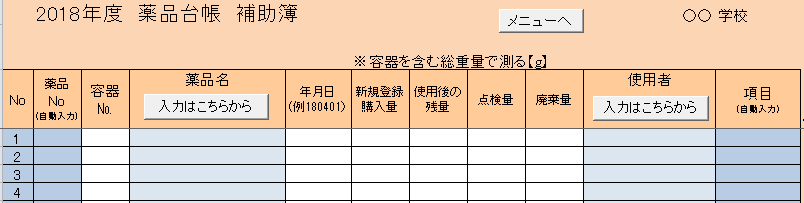 2018年度 薬品台帳 補助簿
メニューへ
〇〇 学校
※容器を含む総重量で測る【g】
No
薬品
No
(自動入力)
容器
No.
薬品名
入力はこちらから
年月日
(例180401)
新規登録
購入量
使用後の
残量
点検量
廃棄量
使用者
入力はこちらから
項目
(自動入力)
1
2
3
4